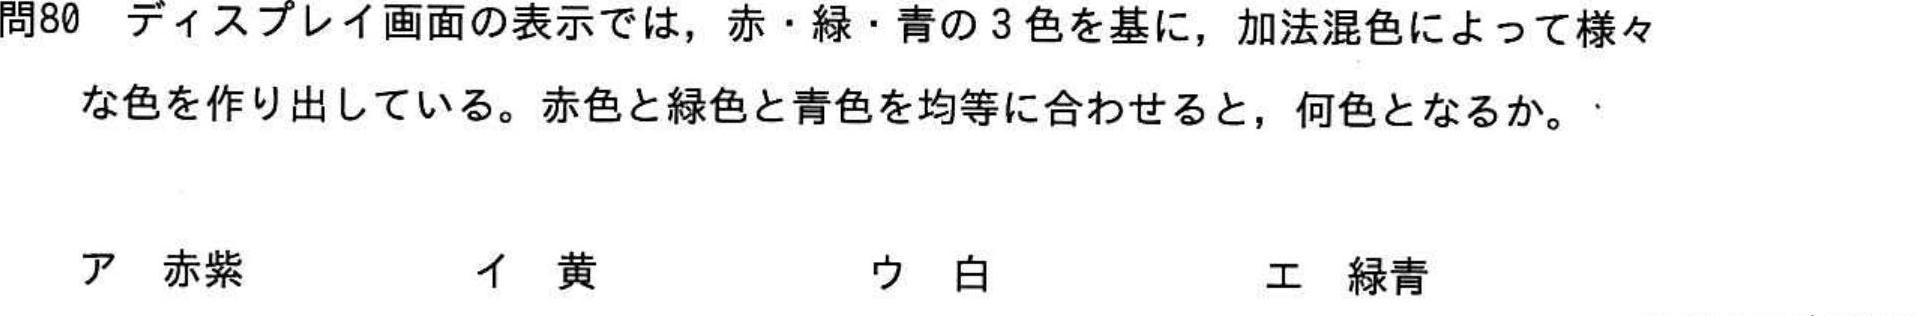 問80 ディスプレイ画面の表示では，赤・緑・青の3色を基に，加法混色によって様々
な色を作り出している。赤色と緑色と青色を均等に合わせると，何色となるか。
ア 赤紫 イ 黄 ウ 白 エ 緑青